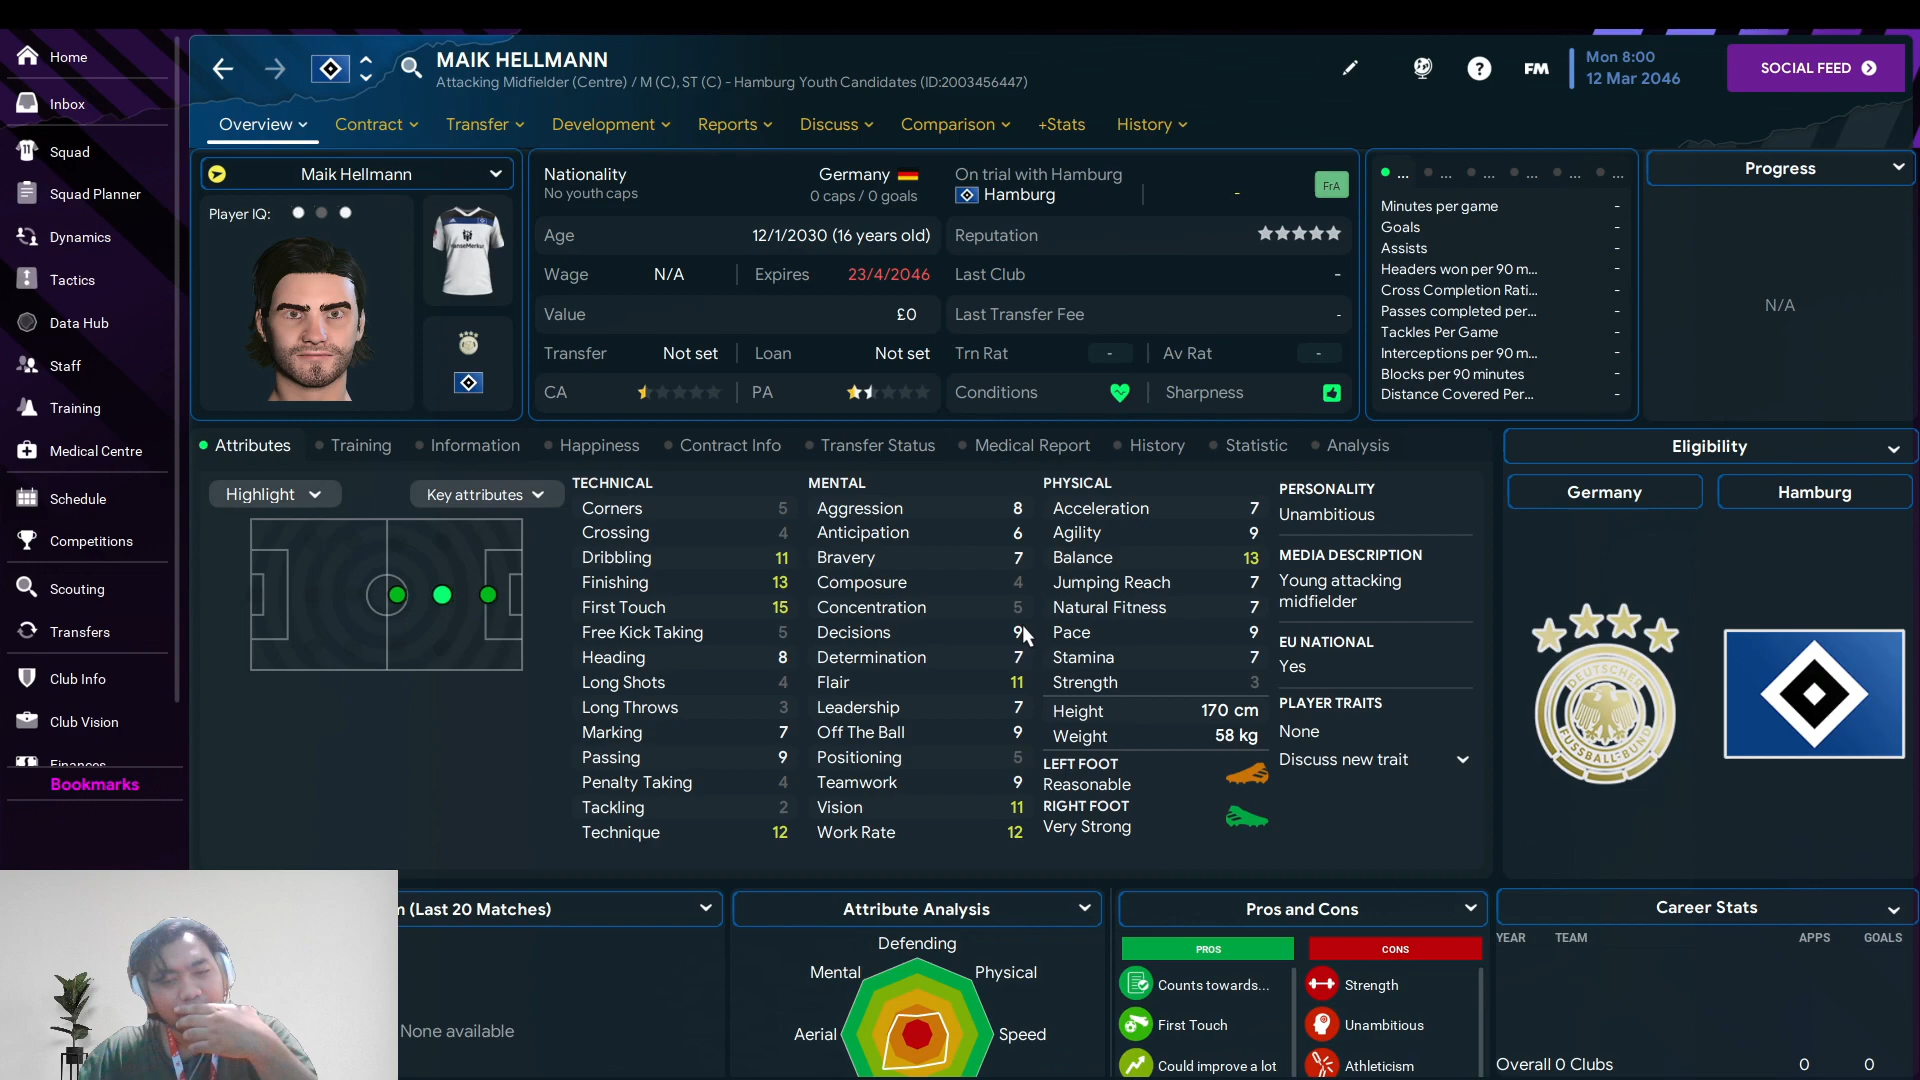 Home
Inbox
Squad
Squad Planner
Dynamics
Tactics
Data Hub
Staff
Training
Medical Centre
Schedule
Competitions
Scouting
Transfers
Club Info
Club Vision
Finances
Bookmarks
MAIK HELLMANN
Attacking Midfielder (Centre) / M (C), ST (C) - Hamburg Youth Candidates (ID:2003456447)
FM
Mon 8:00
12 Mar 2046
SOCIAL FEED
Overview
Contract
Transfer
Development
Reports
Discuss
Comparison
+Stats
History
Maik Hellmann
Player IQ:
Nationality Germany
No youth caps 0 caps / 0 goals
Age 12/1/2030 (16 years old)
Wage N/A Expires 23/4/2046
Value £0
Transfer Not set Loan Not set
CA PA
On trial with Hamburg
Hamburg - FrA
Reputation
Last Club -
Last Transfer Fee -
Trn Rat - Av Rat -
Conditions Sharpness
... ... ... ... ... ...
Minutes per game -
Goals -
Assists -
Headers won per 90 m... -
Cross Completion Rati... -
Passes completed per... -
Tackles Per Game -
Interceptions per 90 m... -
Blocks per 90 minutes -
Distance Covered Per... -
Progress
N/A
Attributes
Training
Information
Happiness
Contract Info
Transfer Status
Medical Report
History
Statistic
Analysis
Highlight
Key attributes
TECHNICAL
Corners 5
Crossing 4
Dribbling 11
Finishing 13
First Touch 15
Free Kick Taking 5
Heading 8
Long Shots 4
Long Throws 3
Marking 7
Passing 9
Penalty Taking 4
Tackling 2
Technique 12
MENTAL
Aggression 8
Anticipation 6
Bravery 7
Composure 4
Concentration 5
Decisions 9
Determination 7
Flair 11
Leadership 7
Off The Ball 9
Positioning 5
Teamwork 9
Vision 11
Work Rate 12
PHYSICAL
Acceleration 7
Agility 9
Balance 13
Jumping Reach 7
Natural Fitness 7
Pace 9
Stamina 7
Strength 3
Height 170 cm
Weight 58 kg
LEFT FOOT
Reasonable
RIGHT FOOT
Very Strong
PERSONALITY
Unambitious
MEDIA DESCRIPTION
Young attacking
midfielder
EU NATIONAL
Yes
PLAYER TRAITS
None
Discuss new trait
Eligibility
Germany
Hamburg
DEUTSCHER
FUSSBALL-BUND
n (Last 20 Matches)
None available
Attribute Analysis
Defending
Mental
Physical
Aerial
Speed
Pros and Cons
PROS
Counts towards...
First Touch
Could improve a lot
CONS
Strength
Unambitious
Athleticism
Career Stats
YEAR TEAM APPS GOALS
Overall 0 Clubs 0 0